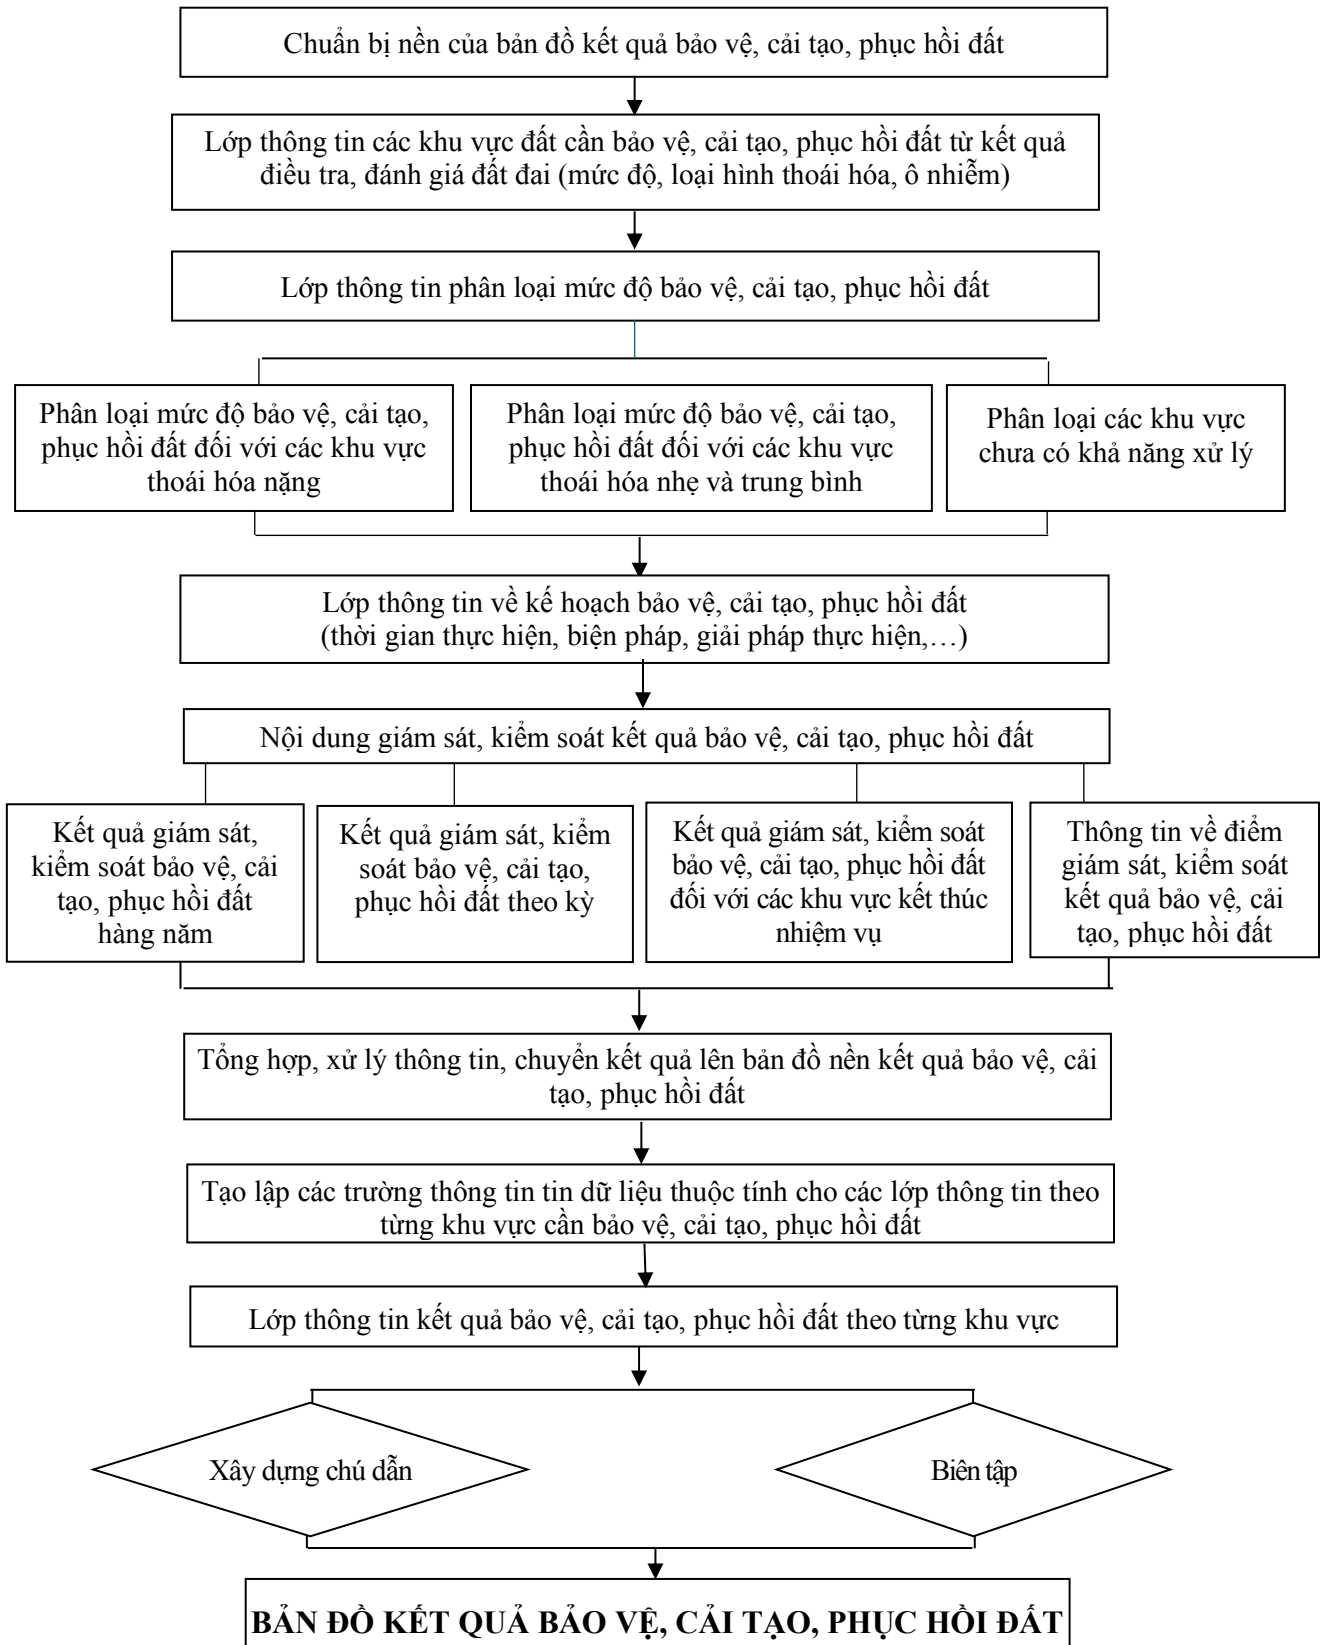 Chuẩn bị nền của bản đồ kết quả bảo vệ, cải tạo, phục hồi đất
Lớp thông tin các khu vực đất cần bảo vệ, cải tạo, phục hồi đất từ kết quả
điều tra, đánh giá đất đai (mức độ, loại hình thoái hóa, ô nhiễm)
Lớp thông tin phân loại mức độ bảo vệ, cải tạo, phục hồi đất
Phân loại mức độ bảo vệ, cải tạo,
phục hồi đất đối với các khu vực
thoái hóa nặng
Phân loại mức độ bảo vệ, cải tạo,
phục hồi đất đối với các khu vực
thoái hóa nhẹ và trung bình
Phân loại các khu vực
chưa có khả năng xử lý
Lớp thông tin về kế hoạch bảo vệ, cải tạo, phục hồi đất
(thời gian thực hiện, biện pháp, giải pháp thực hiện,…)
Nội dung giám sát, kiểm soát kết quả bảo vệ, cải tạo, phục hồi đất
Kết quả giám sát,
kiểm soát bảo vệ, cải
tạo, phục hồi đất
hàng năm
Kết quả giám sát, kiểm
soát bảo vệ, cải tạo,
phục hồi đất theo kỳ
Kết quả giám sát, kiểm soát
bảo vệ, cải tạo, phục hồi đất
đối với các khu vực kết thúc
nhiệm vụ
Thông tin về điểm
giám sát, kiểm soát
kết quả bảo vệ, cải
tạo, phục hồi đất
Tổng hợp, xử lý thông tin, chuyển kết quả lên bản đồ nền kết quả bảo vệ, cải
tạo, phục hồi đất
Tạo lập các trường thông tin tin dữ liệu thuộc tính cho các lớp thông tin theo
từng khu vực cần bảo vệ, cải tạo, phục hồi đất
Lớp thông tin kết quả bảo vệ, cải tạo, phục hồi đất theo từng khu vực
Xây dựng chú dẫn
Biên tập
BẢN ĐỒ KẾT QUẢ BẢO VỆ, CẢI TẠO, PHỤC HỒI ĐẤT